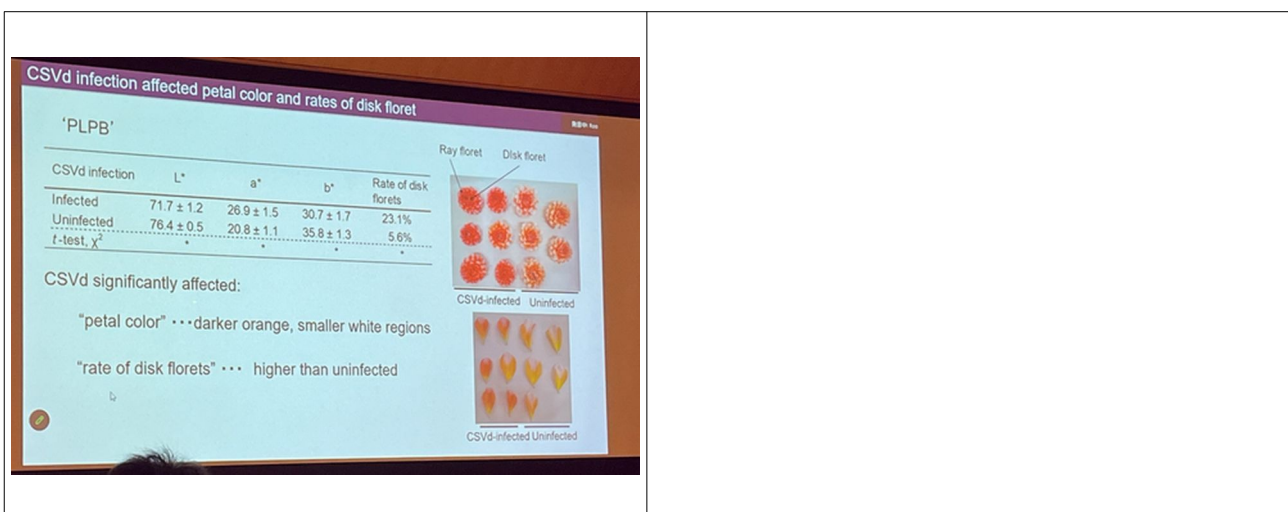 CSVd infection affected petal color and rates of disk floret
'PLPB'
CSVd infection L* a* b* Rate of disk florets
Infected 71.7 ± 1.2 26.9 ± 1.5 30.7 ± 1.7 23.1%
Uninfected 76.4 ± 0.5 20.8 ± 1.1 35.8 ± 1.3 5.6%
t-test, χ² * * * *
CSVd significantly affected:
"petal color" ･･･darker orange, smaller white regions
"rate of disk florets" ･･･ higher than uninfected
Ray floret Disk floret
CSVd-infected Uninfected
CSVd-infected Uninfected